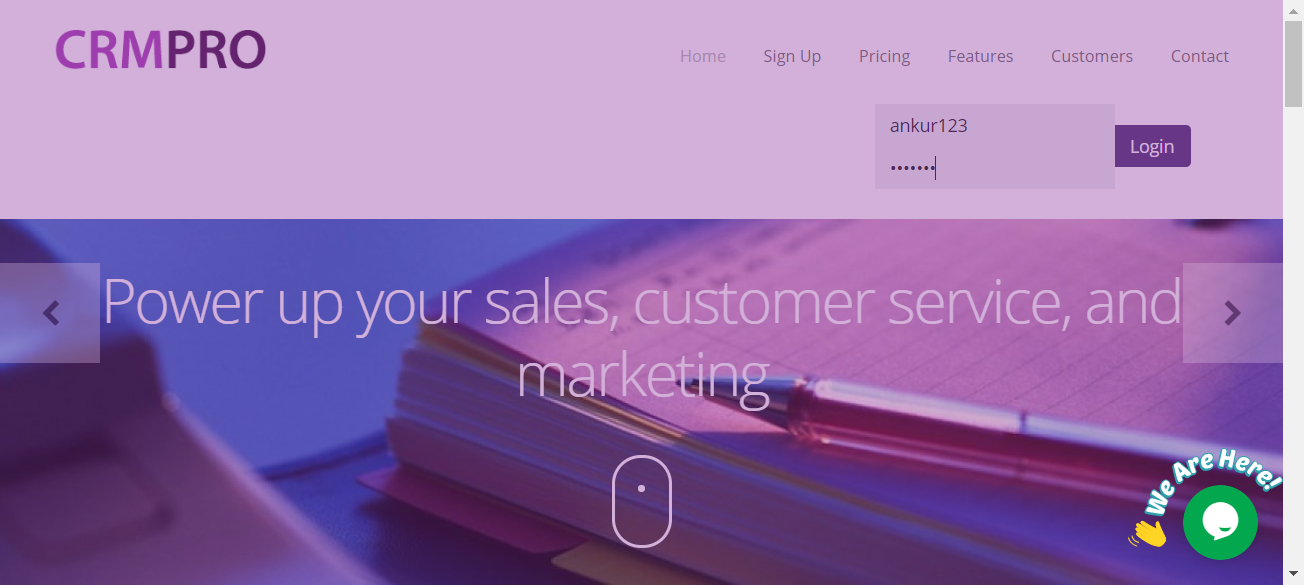 CRMPRO
Home Sign Up Pricing Features Customers Contact
ankur123
•••••••
Login
Power up your sales, customer service, and
marketing
We Are Here!